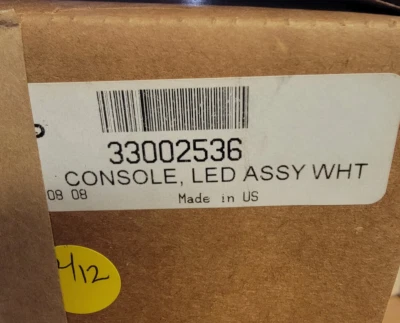 33002536
CONSOLE, LED ASSY WHT
08 08 Made in US
4/12